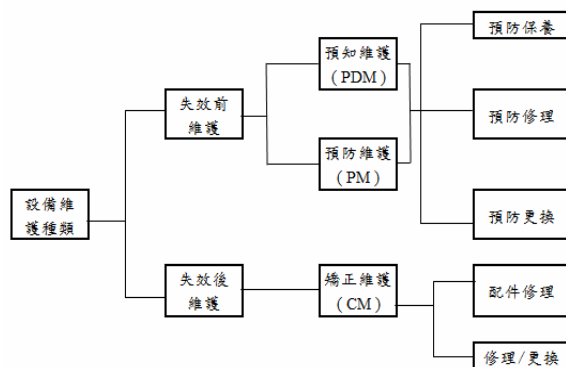 設備維
護種類
失效前
維護
失效後
維護
預知維護
(PDM)
預防維護
(PM)
矯正維護
(CM)
預防保養
預防修理
預防更換
配件修理
修理/更換